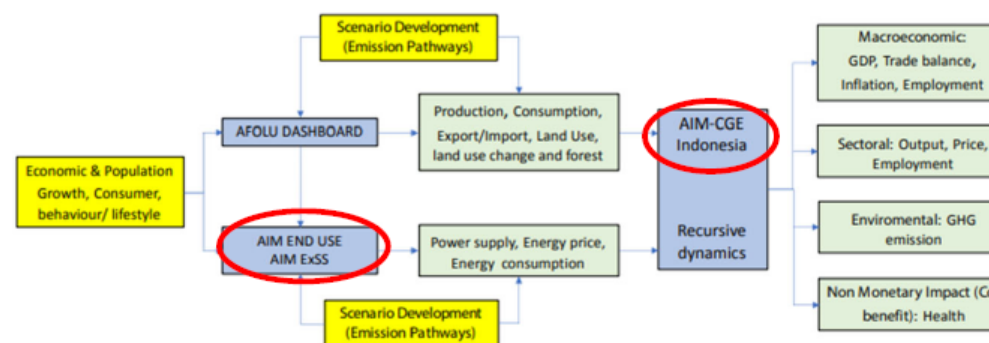 Scenario Development
(Emission Pathways)
AFOLU DASHBOARD
Production, Consumption,
Export/Import, Land Use,
land use change and forest
AIM-CGE
Indonesia
Recursive
dynamics
Macroeconomic:
GDP, Trade balance,
Inflation, Employment
Sectoral: Output, Price,
Employment
Economic & Population
Growth, Consumer,
behaviour/ lifestyle
AIM END USE
AIM ExSS
Power supply, Energy price,
Energy consumption
Enviromental: GHG
emission
Scenario Development
(Emission Pathways)
Non Monetary Impact
benefit): Health